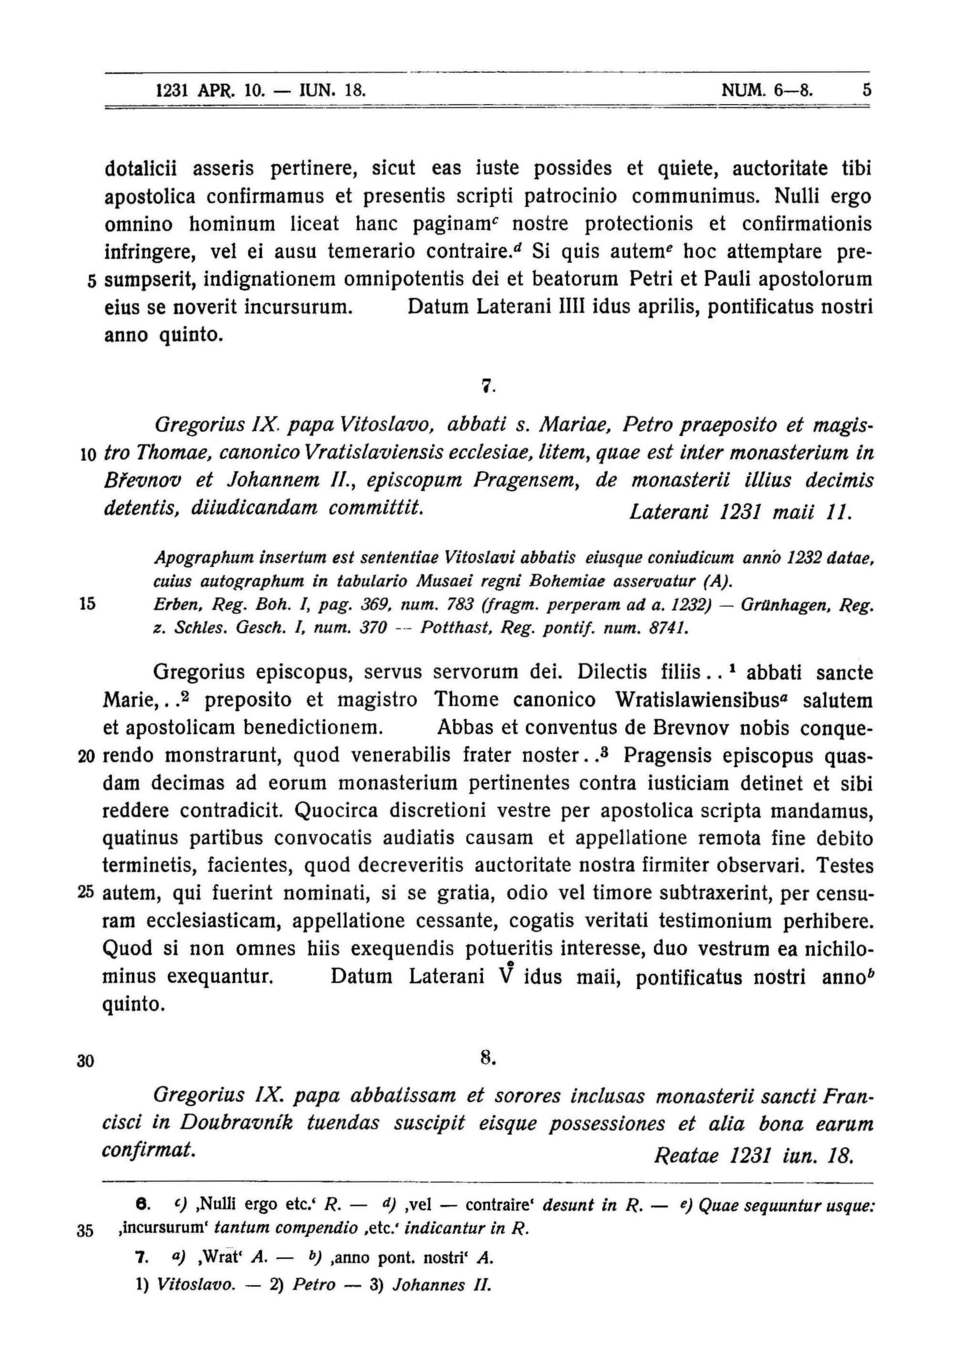 1231 APR. 10. — IUN. 18. NUM. 6—8. 5
dotalicii asseris pertinere, sicut eas iuste possides et quiete, auctoritate tibi
apostolica confirmamus et presentis scripti patrocinio communimus. Nulli ergo
omnino hominum liceat hanc paginamᶜ nostre protectionis et confirmationis
infringere, vel ei ausu temerario contraire.ᵈ Si quis autemᵉ hoc attemptare pre-
5 sumpserit, indignationem omnipotentis dei et beatorum Petri et Pauli apostolorum
eius se noverit incursurum. Datum Laterani IIII idus aprilis, pontificatus nostri
anno quinto.
7.
Gregorius IX. papa Vitoslavo, abbati s. Mariae, Petro praeposito et magis-
10 tro Thomae, canonico Vratislaviensis ecclesiae, litem, quae est inter monasterium in
Břevnov et Johannem II., episcopum Pragensem, de monasterii illius decimis
detentis, diiudicandam committit. Laterani 1231 maii 11.
Apographum insertum est sententiae Vitoslavi abbatis eiusque coniudicum anno 1232 datae,
cuius autographum in tabulario Musaei regni Bohemiae asservatur (A).
15 Erben, Reg. Boh. I, pag. 369, num. 783 (fragm. perperam ad a. 1232) — Grünhagen, Reg.
z. Schles. Gesch. I, num. 370 — Potthast, Reg. pontif. num. 8741.
Gregorius episcopus, servus servorum dei. Dilectis filiis . . ¹ abbati sancte
Marie, . .² preposito et magistro Thome canonico Wratislawiensibusᵃ salutem
et apostolicam benedictionem. Abbas et conventus de Brevnov nobis conque-
20 rendo monstrarunt, quod venerabilis frater noster . .³ Pragensis episcopus quas-
dam decimas ad eorum monasterium pertinentes contra iusticiam detinet et sibi
reddere contradicit. Quocirca discretioni vestre per apostolica scripta mandamus,
quatinus partibus convocatis audiatis causam et appellatione remota fine debito
terminetis, facientes, quod decreveritis auctoritate nostra firmiter observari. Testes
25 autem, qui fuerint nominati, si se gratia, odio vel timore subtraxerint, per censu-
ram ecclesiasticam, appellatione cessante, cogatis veritati testimonium perhibere.
Quod si non omnes hiis exequendis potueritis interesse, duo vestrum ea nichilo-
minus exequantur. Datum Laterani V̊ idus maii, pontificatus nostri annoᵇ
quinto.
30 8.
Gregorius IX. papa abbatissam et sorores inclusas monasterii sancti Fran-
cisci in Doubravník tuendas suscipit eisque possessiones et alia bona earum
confirmat. Reatae 1231 iun. 18.
6. c) ‚Nulli ergo etc.‘ R. — d) ‚vel — contraire‘ desunt in R. — e) Quae sequuntur usque:
35 ‚incursurum‘ tantum compendio ‚etc.‘ indicantur in R.
7. a) ‚Wrat̄‘ A. — b) ‚anno pont. nostri‘ A.
1) Vitoslavo. — 2) Petro — 3) Johannes II.